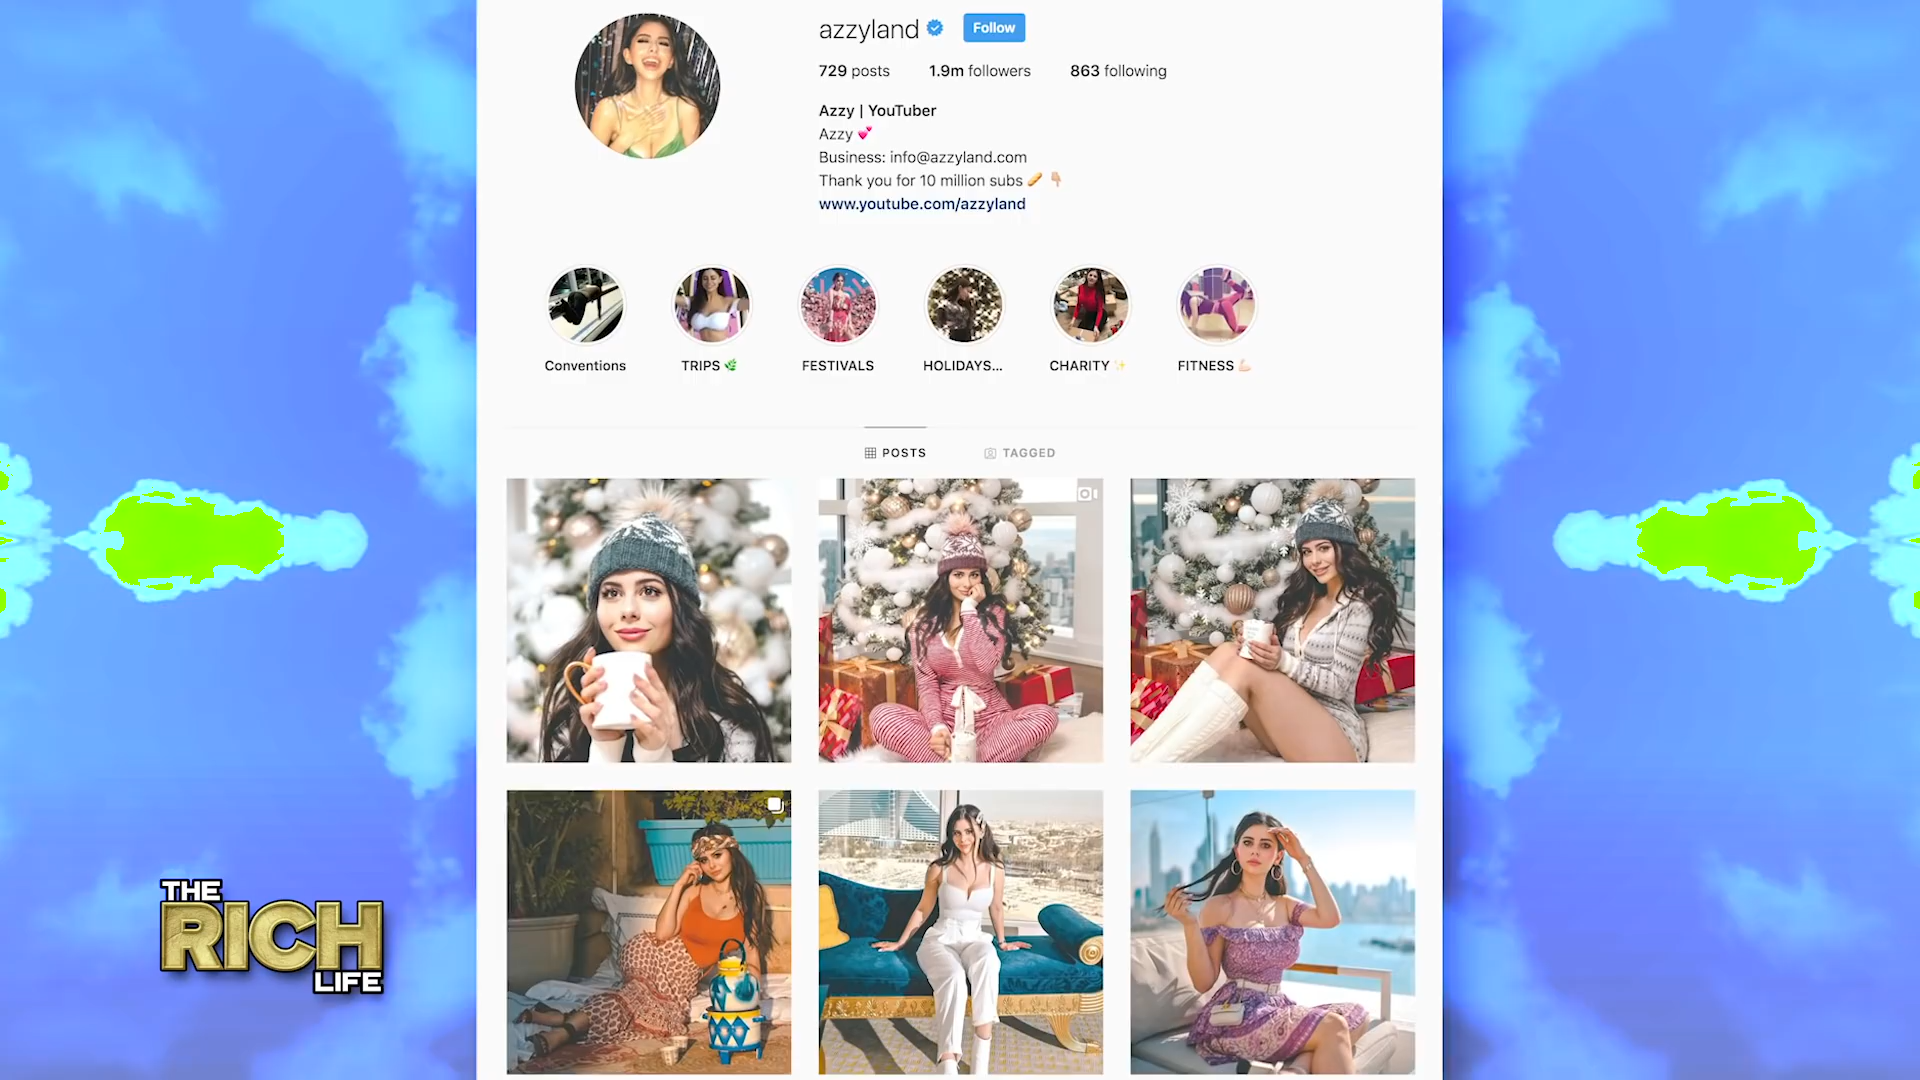 azzyland Follow
729 posts 1.9m followers 863 following
Azzy | YouTuber
Azzy 💕
Business: info@azzyland.com
Thank you for 10 million subs 🥖 👇🏼
www.youtube.com/azzyland
Conventions TRIPS 🌿 FESTIVALS HOLIDAYS... CHARITY ✨ FITNESS 💪🏻
POSTS TAGGED
THE
RICH
LIFE